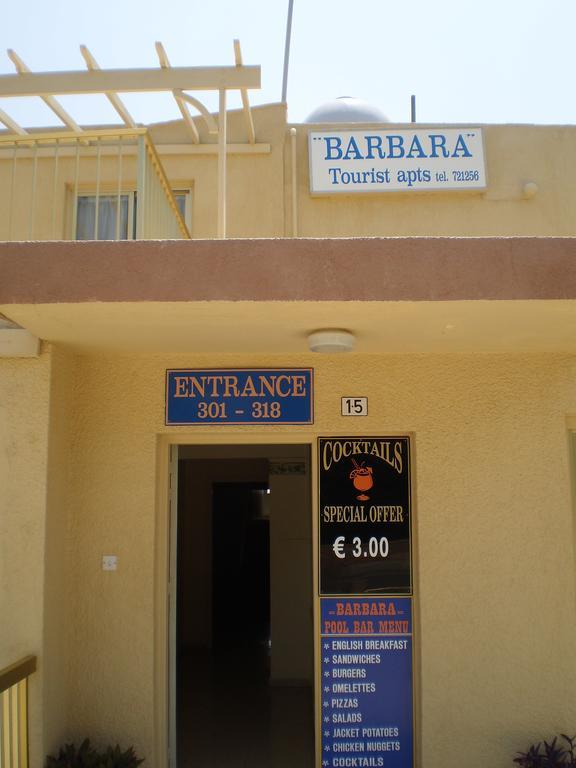 "BARBARA"
Tourist apts tel. 721256
ENTRANCE
301 - 318
15
COCKTAILS
SPECIAL OFFER
€ 3.00
- BARBARA -
POOL BAR MENU
* ENGLISH BREAKFAST
* SANDWICHES
* BURGERS
* OMELETTES
* PIZZAS
* SALADS
* JACKET POTATOES
* CHICKEN NUGGETS
* COCKTAILS